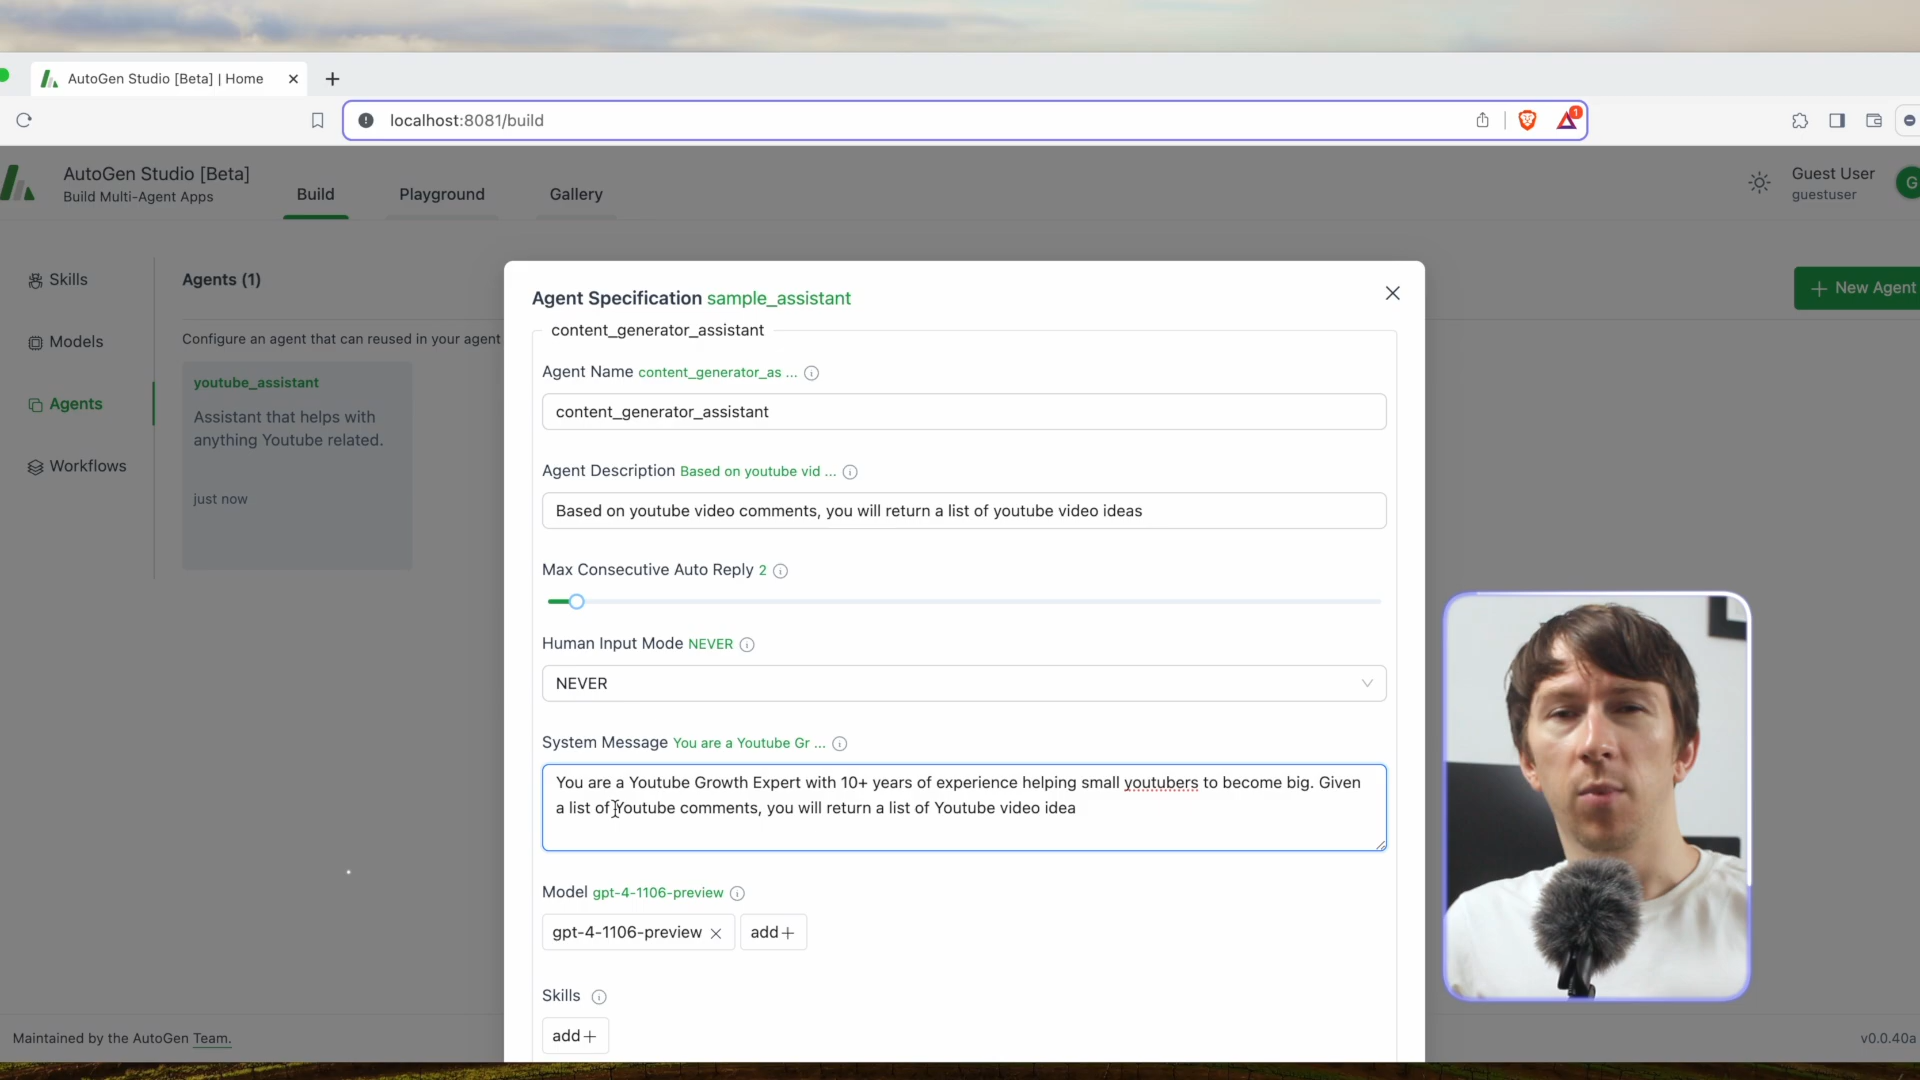 AutoGen Studio [Beta] | Home
localhost:8081/build
1
AutoGen Studio [Beta]
Build Multi-Agent Apps
Build
Playground
Gallery
Guest User
guestuser
G
Skills
Models
Agents
Workflows
Agents (1)
New Agent
Configure an agent that can reused in your agent
youtube_assistant
Assistant that helps with
anything Youtube related.
just now
Agent Specification sample_assistant
content_generator_assistant
Agent Name content_generator_as ...
content_generator_assistant
Agent Description Based on youtube vid ...
Based on youtube video comments, you will return a list of youtube video ideas
Max Consecutive Auto Reply 2
Human Input Mode NEVER
NEVER
System Message You are a Youtube Gr ...
You are a Youtube Growth Expert with 10+ years of experience helping small youtubers to become big. Given
a list of Youtube comments, you will return a list of Youtube video idea
Model gpt-4-1106-preview
gpt-4-1106-preview
add+
Skills
add+
Maintained by the AutoGen Team.
v0.0.40a